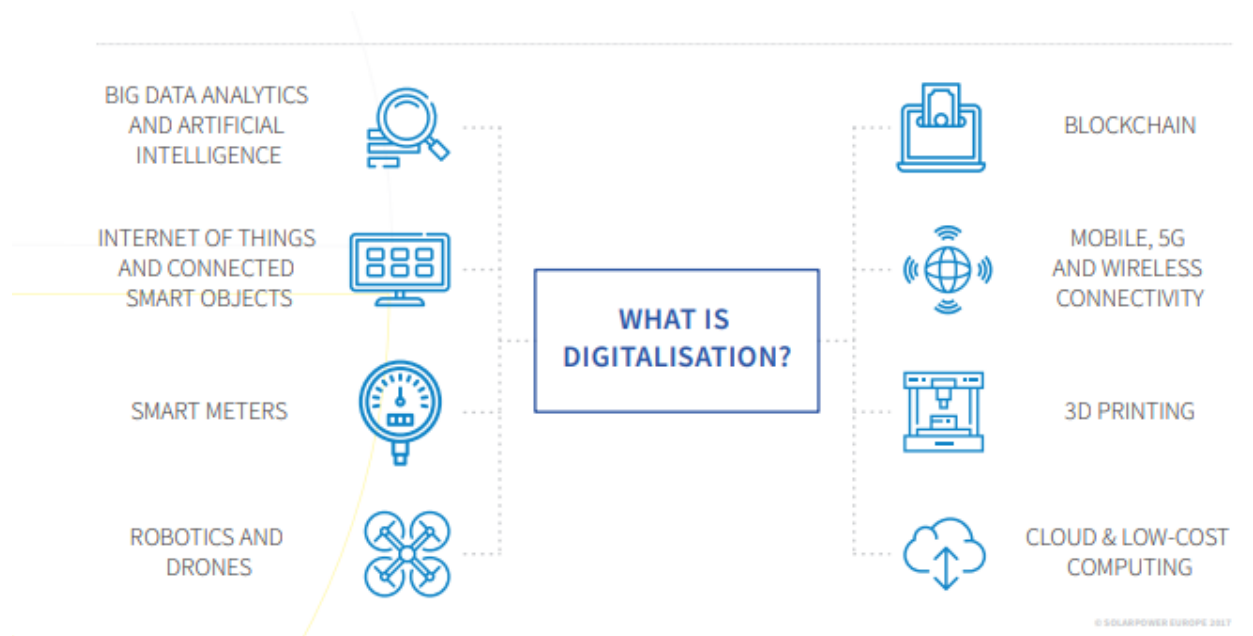 BIG DATA ANALYTICS
AND ARTIFICIAL
INTELLIGENCE
INTERNET OF THINGS
AND CONNECTED
SMART OBJECTS
SMART METERS
ROBOTICS AND
DRONES
WHAT IS
DIGITALISATION?
BLOCKCHAIN
MOBILE, 5G
AND WIRELESS
CONNECTIVITY
3D PRINTING
CLOUD & LOW-COST
COMPUTING
© SOLARPOWER EUROPE 2017